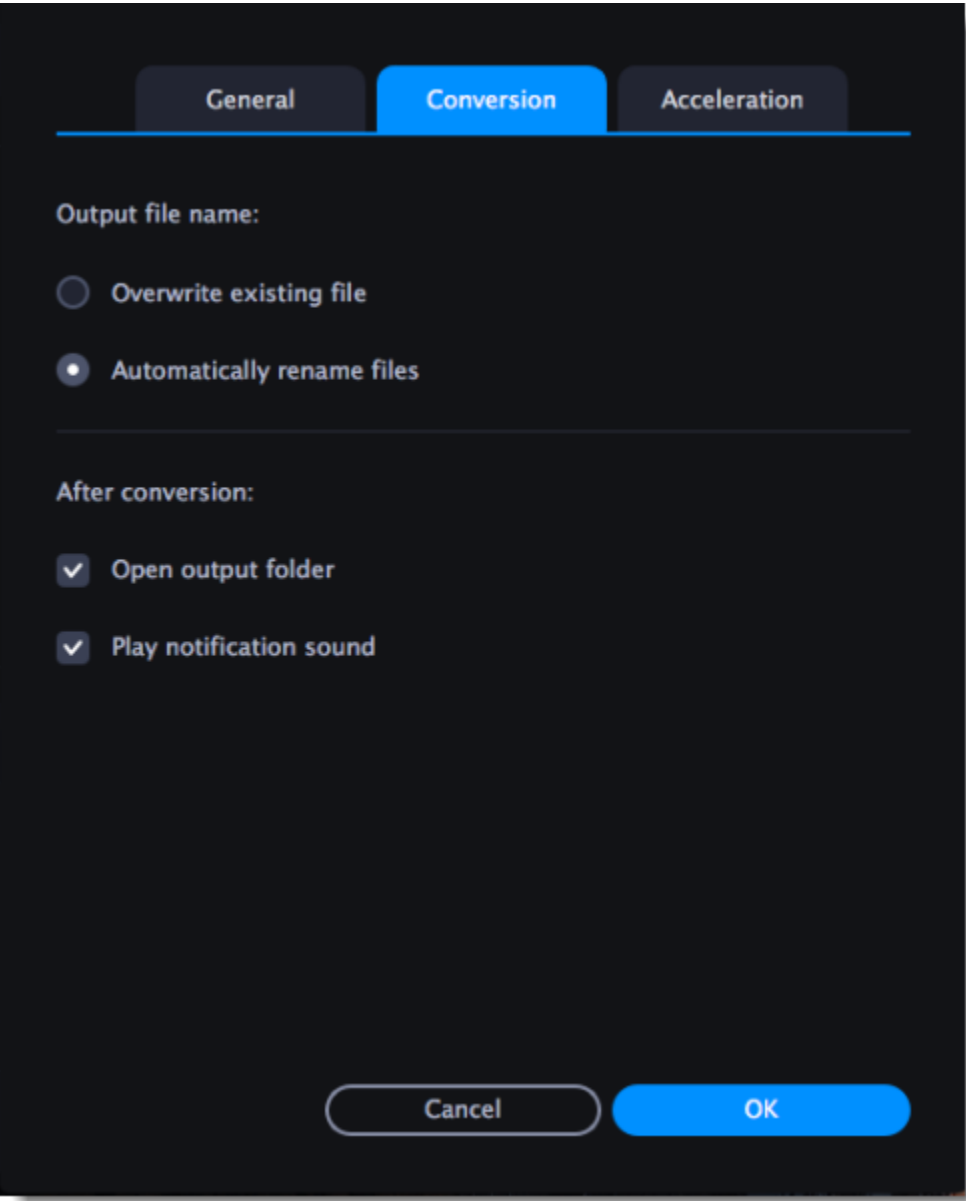 General
Conversion
Acceleration
Output file name:
Overwrite existing file
Automatically rename files
After conversion:
Open output folder
Play notification sound
Cancel
OK